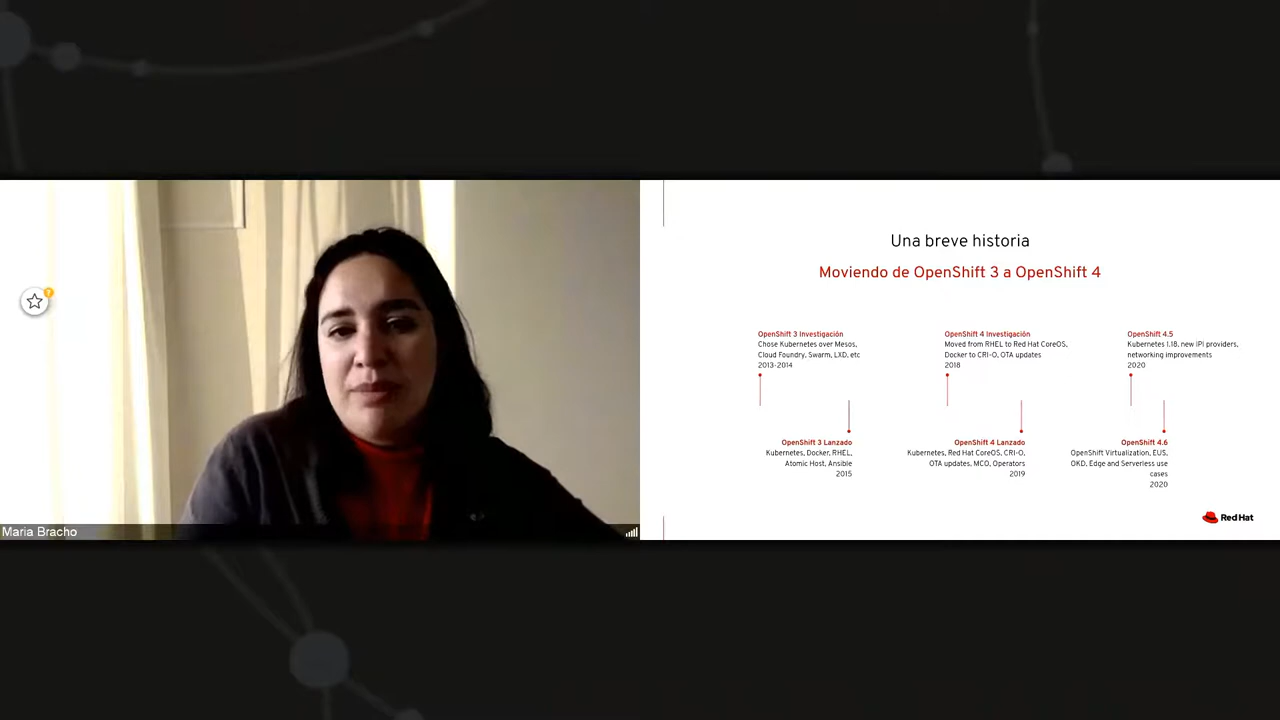 Maria Bracho
Una breve historia
Moviendo de OpenShift 3 a OpenShift 4
OpenShift 3 Investigación
Chose Kubernetes over Mesos,
Cloud Foundry, Swarm, LXD, etc
2013-2014
OpenShift 4 Investigación
Moved from RHEL to Red Hat CoreOS,
Docker to CRI-O, OTA updates
2018
OpenShift 4.5
Kubernetes 1.18, new IPI providers,
networking improvements
2020
OpenShift 3 Lanzado
Kubernetes, Docker, RHEL,
Atomic Host, Ansible
2015
OpenShift 4 Lanzado
Kubernetes, Red Hat CoreOS, CRI-O,
OTA updates, MCO, Operators
2019
OpenShift 4.6
OpenShift Virtualization, EUS,
OKD, Edge and Serverless use
cases
2020
Red Hat